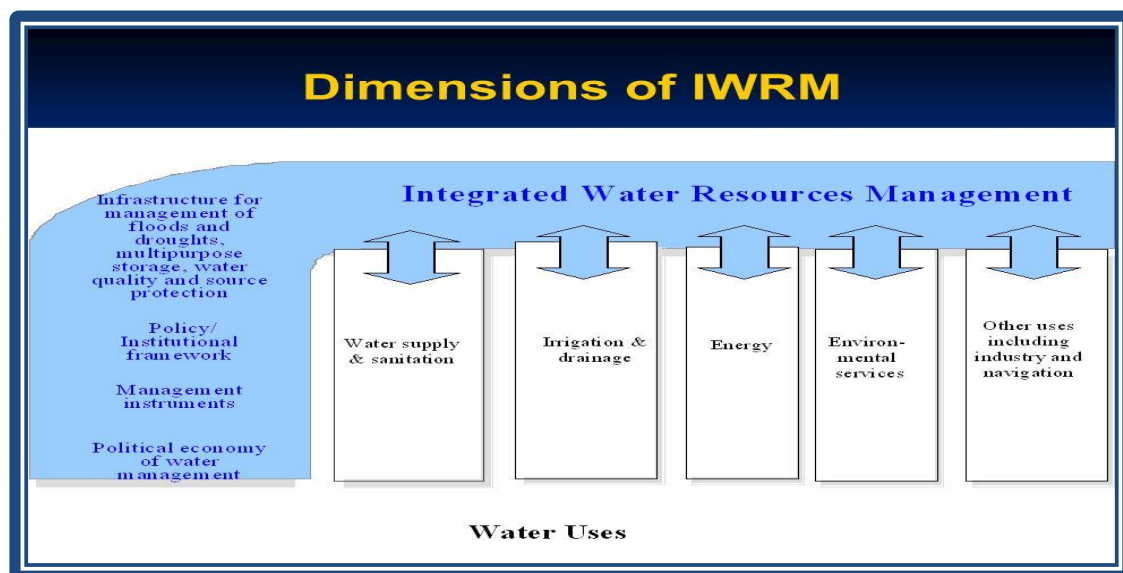 Dimensions of IWRM
Integrated Water Resources Management
Infrastructure for
management of
floods and
droughts,
multipurpose
storage, water
quality and source
protection
Policy/
Institutional
framework
Management
instruments
Political economy
of water
management
Water supply
& sanitation
Irrigation &
drainage
Energy
Environ-
mental
services
Other uses
including
industry and
navigation
Water Uses